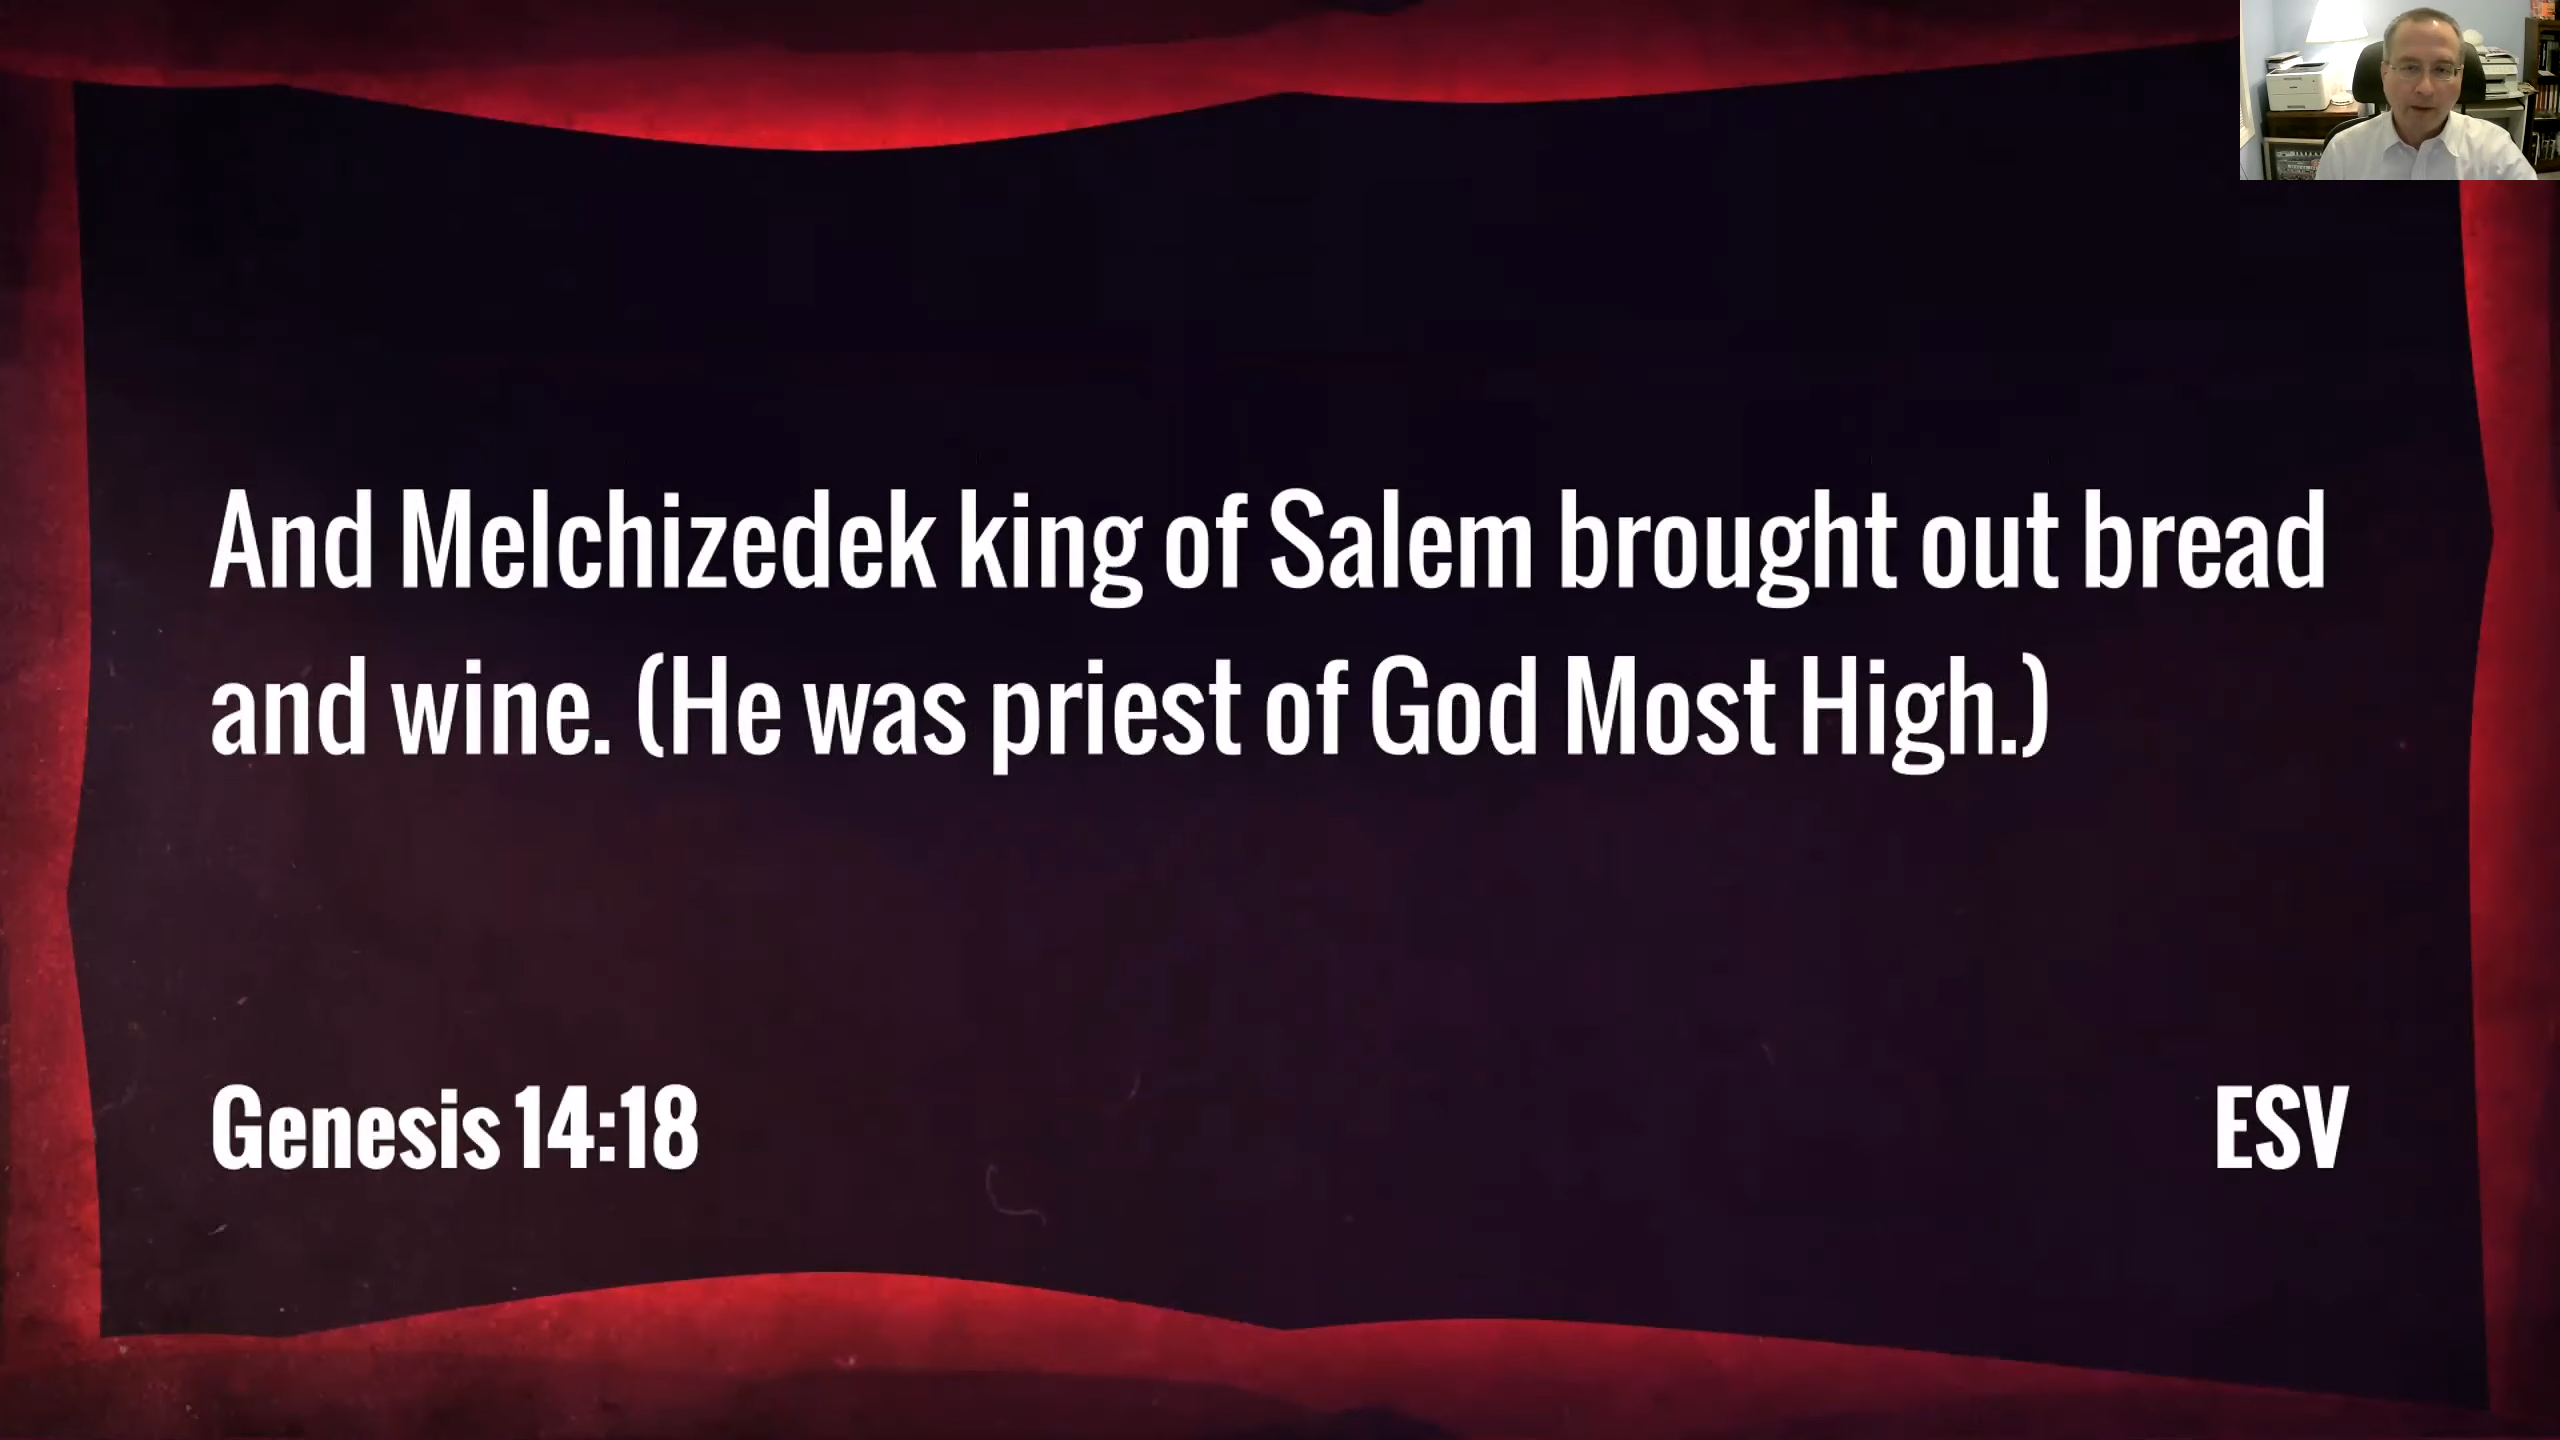 And Melchizedek king of Salem brought out bread
and wine. (He was priest of God Most High.)
Genesis 14:18
ESV